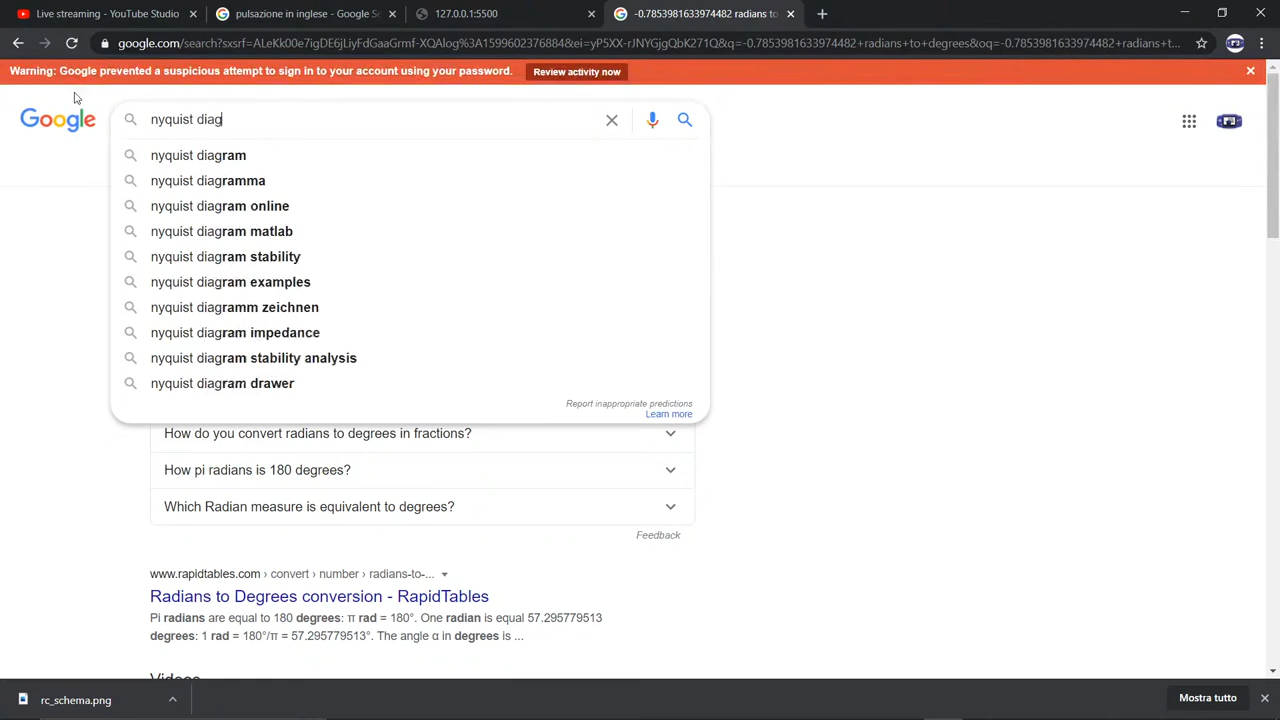 Live streaming - YouTube Studio
pulsazione in inglese - Google Se
127.0.0.1:5500
-0.7853981633974482 radians to
google.com/search?sxsrf=ALeKk00e7igDE6jLiyFdGaaGrmf-XQAlog%3A1599602376884&ei=yP5XX-rJNYGjgQbK271Q&q=-0.7853981633974482+radians+to+degrees&oq=-0.7853981633974482+radians+t...
Warning: Google prevented a suspicious attempt to sign in to your account using your password.
Review activity now
Google
nyquist diag
nyquist diagram
nyquist diagramma
nyquist diagram online
nyquist diagram matlab
nyquist diagram stability
nyquist diagram examples
nyquist diagramm zeichnen
nyquist diagram impedance
nyquist diagram stability analysis
nyquist diagram drawer
Report inappropriate predictions
Learn more
How do you convert radians to degrees in fractions?
How pi radians is 180 degrees?
Which Radian measure is equivalent to degrees?
Feedback
www.rapidtables.com › convert › number › radians-to-...
Radians to Degrees conversion - RapidTables
Pi radians are equal to 180 degrees: π rad = 180°. One radian is equal 57.295779513
degrees: 1 rad = 180°/π = 57.295779513°. The angle α in degrees is ...
Videos
rc_schema.png
Mostra tutto